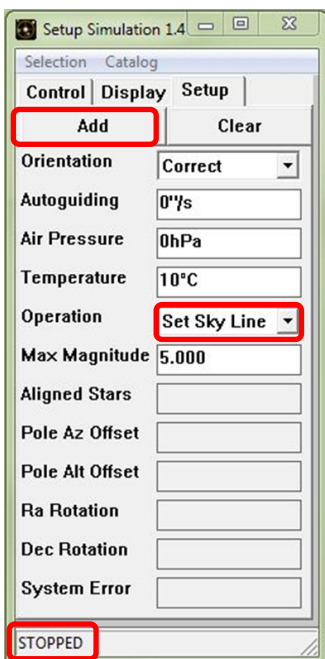 Setup Simulation 1.4
Selection Catalog
Control Display Setup
Add Clear
Orientation Correct
Autoguiding 0"/s
Air Pressure 0hPa
Temperature 10°C
Operation Set Sky Line
Max Magnitude 5.000
Aligned Stars
Pole Az Offset
Pole Alt Offset
Ra Rotation
Dec Rotation
System Error
STOPPED